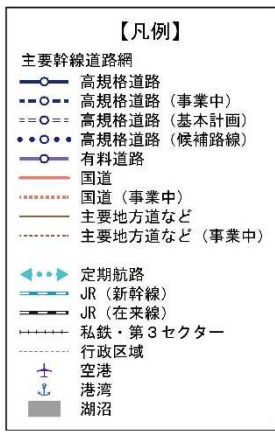 【凡例】
主要幹線道路網
高規格道路
高規格道路（事業中）
高規格道路（基本計画）
高規格道路（候補路線）
有料道路
国道
国道（事業中）
主要地方道など
主要地方道など（事業中）
定期航路
JR（新幹線）
JR（在来線）
私鉄・第３セクター
行政区域
空港
港湾
湖沼